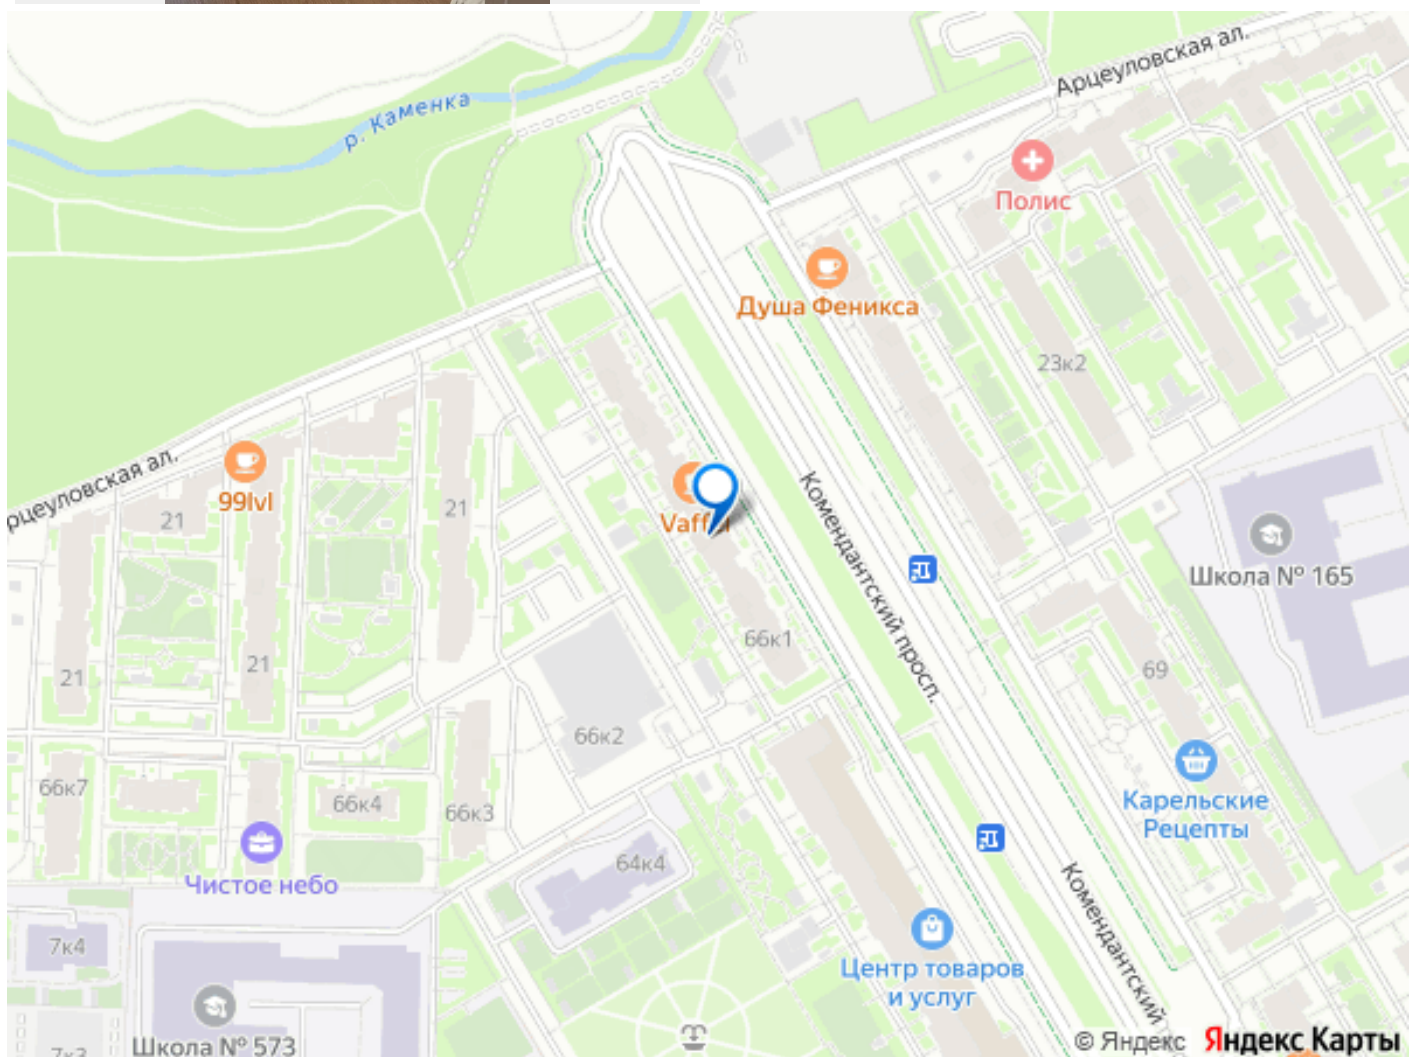 Арцеуловская ал.
р. Каменка
Полис
Душа Феникса
23к2
Арцеуловская ал.
99lvl
21
21
Комендантский просп.
Школа № 165
66к1
21
21
69
66к2
66к7
66к4
66к3
Карельские
Рецепты
Чистое небо
64к4
Комендантский
7к4
Центр товаров
и услуг
Школа № 573
© Яндекс Яндекс Карты